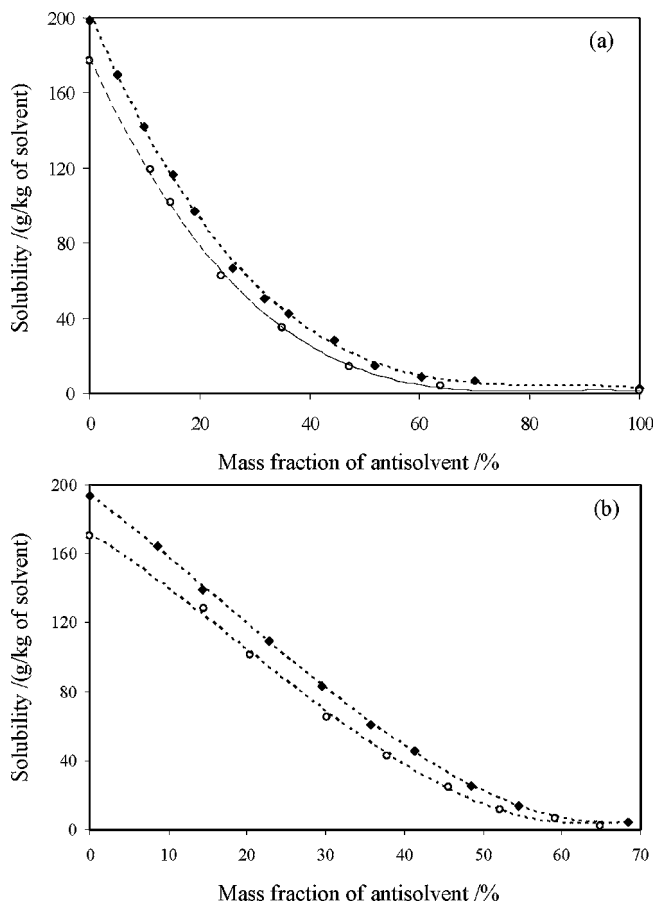 (a)
200
160
120
80
40
0
Solubility /(g/kg of solvent)
0 20 40 60 80 100
Mass fraction of antisolvent /%
(b)
200
160
120
80
40
0
Solubility /(g/kg of solvent)
0 10 20 30 40 50 60 70
Mass fraction of antisolvent /%